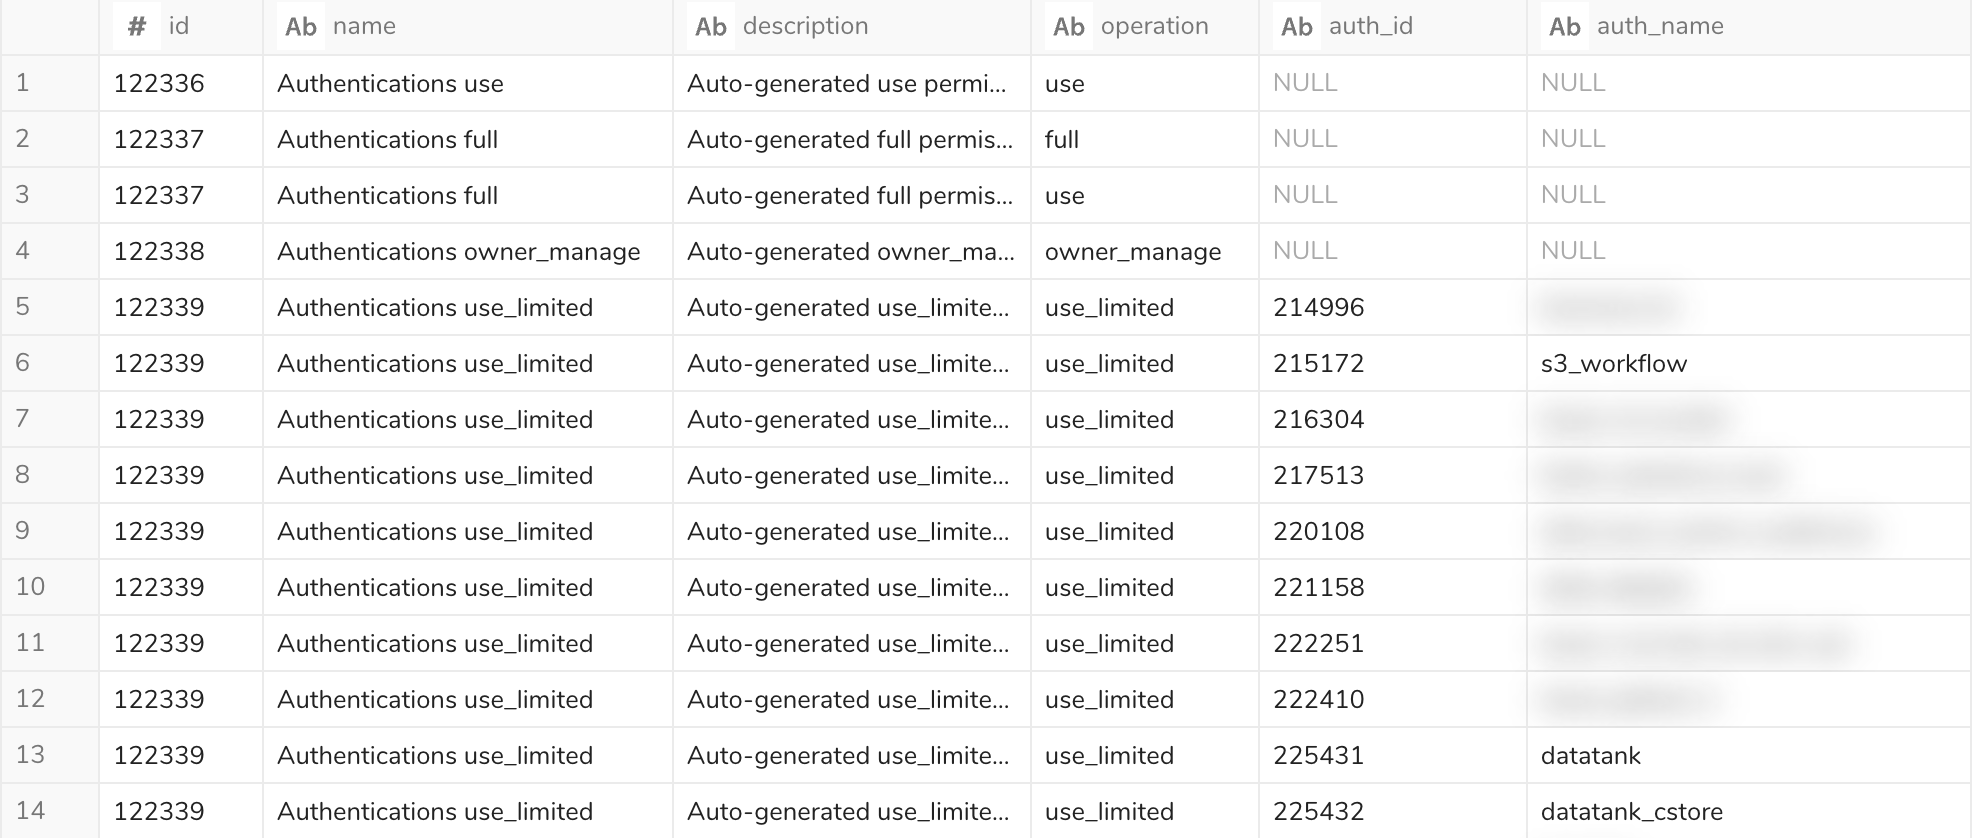 # id Ab name Ab description Ab operation Ab auth_id Ab auth_name
1 122336 Authentications use Auto-generated use permi... use NULL NULL
2 122337 Authentications full Auto-generated full permis... full NULL NULL
3 122337 Authentications full Auto-generated full permis... use NULL NULL
4 122338 Authentications owner_manage Auto-generated owner_ma... owner_manage NULL NULL
5 122339 Authentications use_limited Auto-generated use_limite... use_limited 214996
6 122339 Authentications use_limited Auto-generated use_limite... use_limited 215172 s3_workflow
7 122339 Authentications use_limited Auto-generated use_limite... use_limited 216304
8 122339 Authentications use_limited Auto-generated use_limite... use_limited 217513
9 122339 Authentications use_limited Auto-generated use_limite... use_limited 220108
10 122339 Authentications use_limited Auto-generated use_limite... use_limited 221158
11 122339 Authentications use_limited Auto-generated use_limite... use_limited 222251
12 122339 Authentications use_limited Auto-generated use_limite... use_limited 222410
13 122339 Authentications use_limited Auto-generated use_limite... use_limited 225431 datatank
14 122339 Authentications use_limited Auto-generated use_limite... use_limited 225432 datatank_cstore